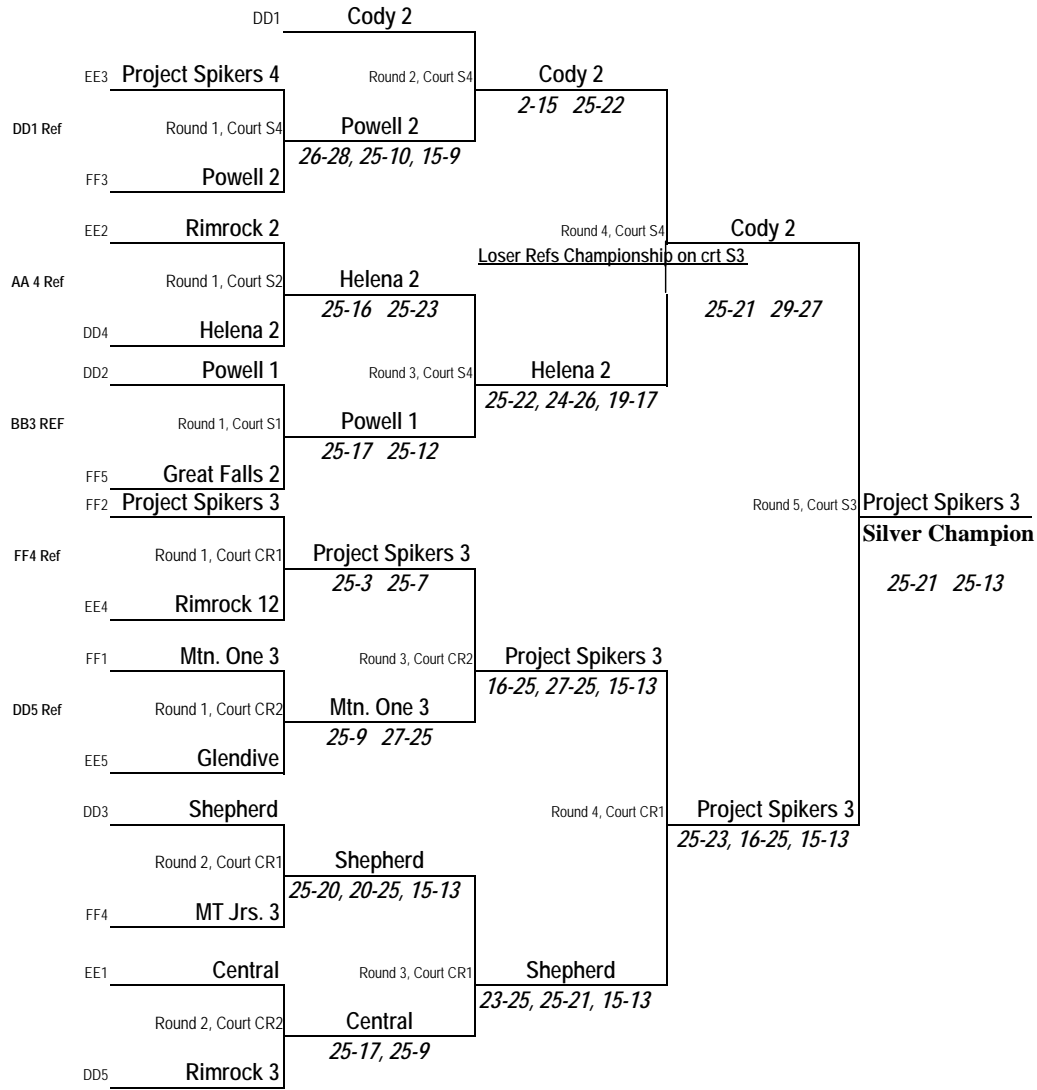 DD1 Cody 2
EE3 Project Spikers 4
Round 2, Court S4
Cody 2
2-15 25-22
DD1 Ref
Round 1, Court S4
Powell 2
26-28, 25-10, 15-9
FF3 Powell 2
EE2 Rimrock 2
Round 4, Court S4
Cody 2
Loser Refs Championship on crt S3
AA 4 Ref
Round 1, Court S2
Helena 2
25-16 25-23
25-21 29-27
DD4 Helena 2
DD2 Powell 1
Round 3, Court S4
Helena 2
25-22, 24-26, 19-17
BB3 REF
Round 1, Court S1
Powell 1
25-17 25-12
FF5 Great Falls 2
FF2 Project Spikers 3
Round 5, Court S3
Project Spikers 3
Silver Champion
FF4 Ref
Round 1, Court CR1
Project Spikers 3
25-3 25-7
25-21 25-13
EE4 Rimrock 12
FF1 Mtn. One 3
Round 3, Court CR2
Project Spikers 3
16-25, 27-25, 15-13
DD5 Ref
Round 1, Court CR2
Mtn. One 3
25-9 27-25
EE5 Glendive
DD3 Shepherd
Round 4, Court CR1
Project Spikers 3
25-23, 16-25, 15-13
Round 2, Court CR1
Shepherd
25-20, 20-25, 15-13
FF4 MT Jrs. 3
EE1 Central
Round 3, Court CR1
Shepherd
23-25, 25-21, 15-13
Round 2, Court CR2
Central
25-17, 25-9
DD5 Rimrock 3